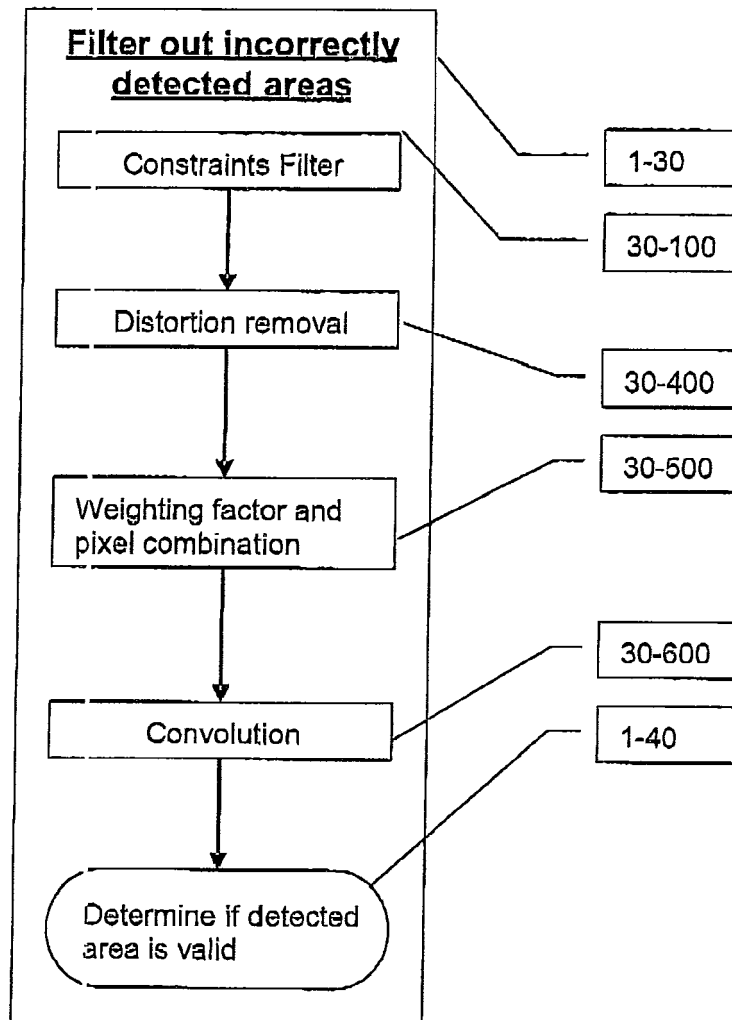 Filter out incorrectly
detected areas
Constraints Filter
1-30
30-100
Distortion removal
30-400
Weighting factor and
pixel combination
30-500
Convolution
30-600
1-40
Determine if detected
area is valid